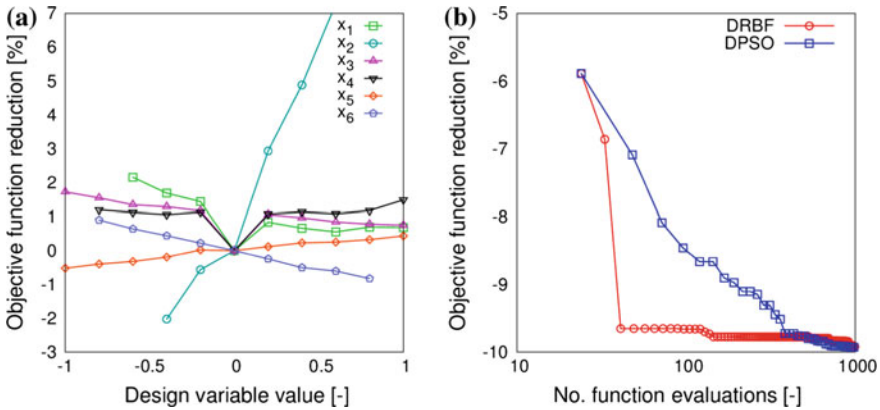 (a)
Objective function reduction [%]
7
6
5
4
3
2
1
0
-1
-2
-3
-1
-0.5
0
0.5
1
Design variable value [-]
x1
x2
x3
x4
x5
x6
(b)
Objective function reduction [%]
-5
-6
-7
-8
-9
-10
10
100
1000
No. function evaluations [-]
DRBF
DPSO